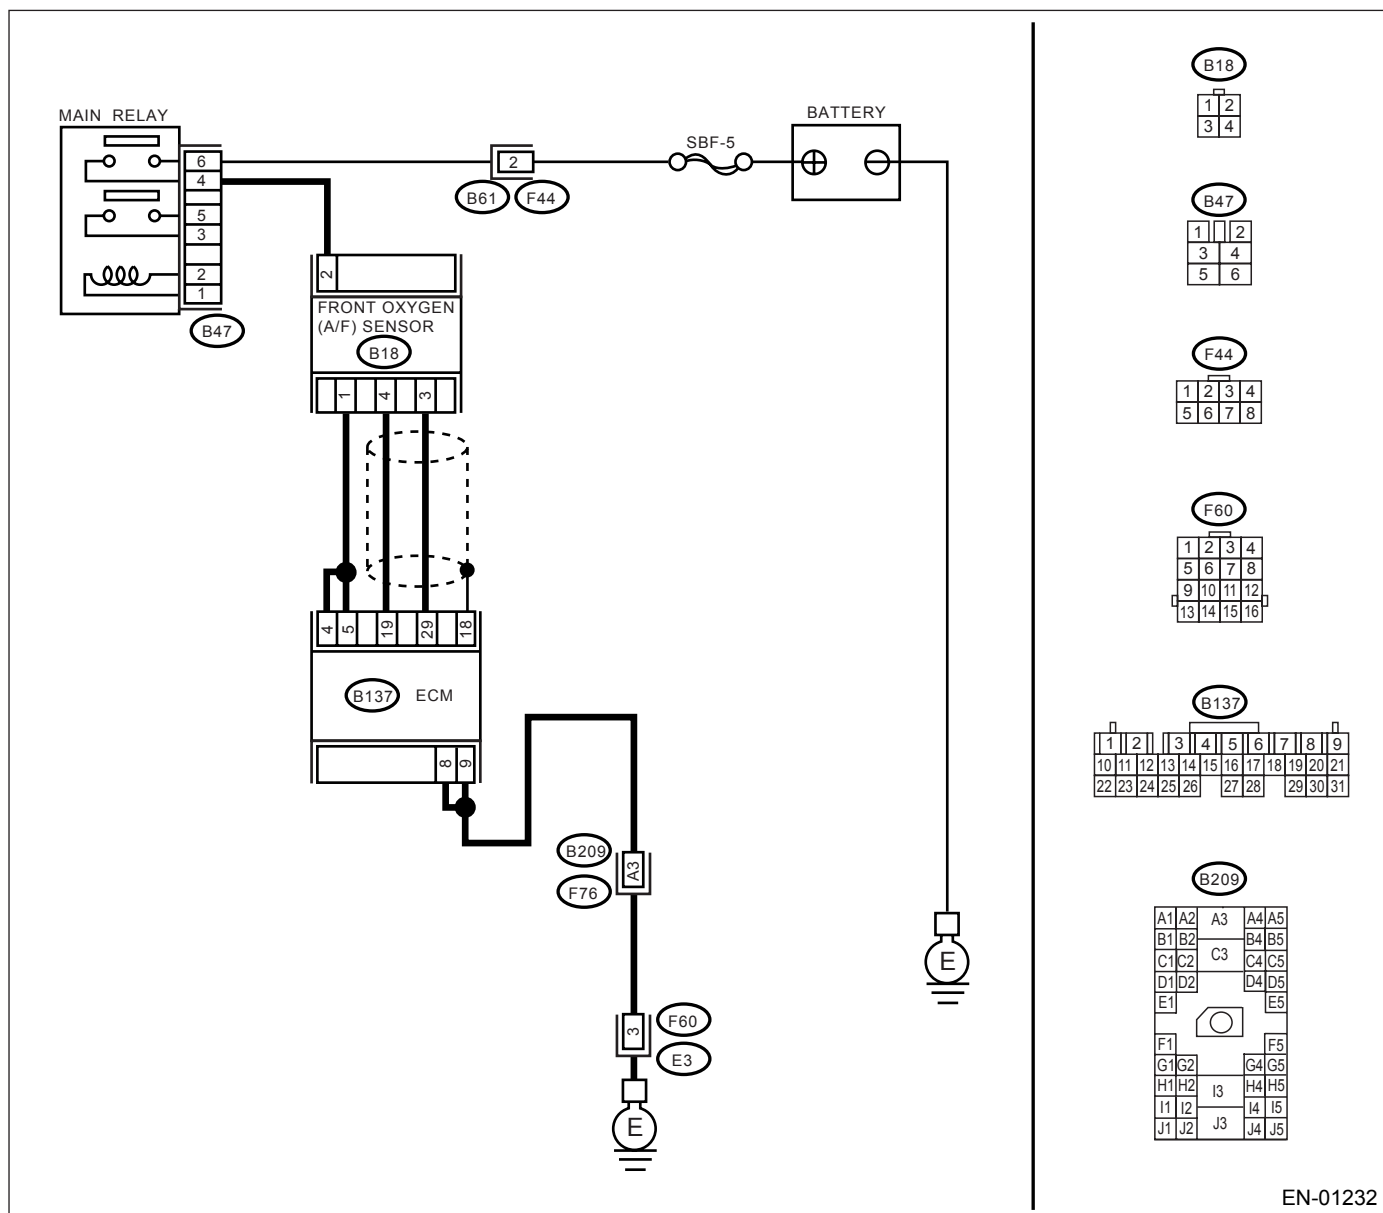 MAIN RELAY
6
4
5
3
2
1
B47
2
B61 F44
SBF-5
BATTERY
2
FRONT OXYGEN
(A/F) SENSOR
B18
1 4 3
4 5 19 29 18
B137 ECM
8 9
B209
A3
F76
F60
3
E3
E
E
B18
1 2
3 4
B47
1 2
3 4
5 6
F44
1 2 3 4
5 6 7 8
F60
1 2 3 4
5 6 7 8
9 10 11 12
13 14 15 16
B137
1 2 3 4 5 6 7 8 9
10 11 12 13 14 15 16 17 18 19 20 21
22 23 24 25 26 27 28 29 30 31
B209
A1 A2 A3 A4 A5
B1 B2 B4 B5
C1 C2 C3 C4 C5
D1 D2 D4 D5
E1 E5
F1 F5
G1 G2 G4 G5
H1 H2 I3 H4 H5
I1 I2 I4 I5
J1 J2 J3 J4 J5
EN-01232